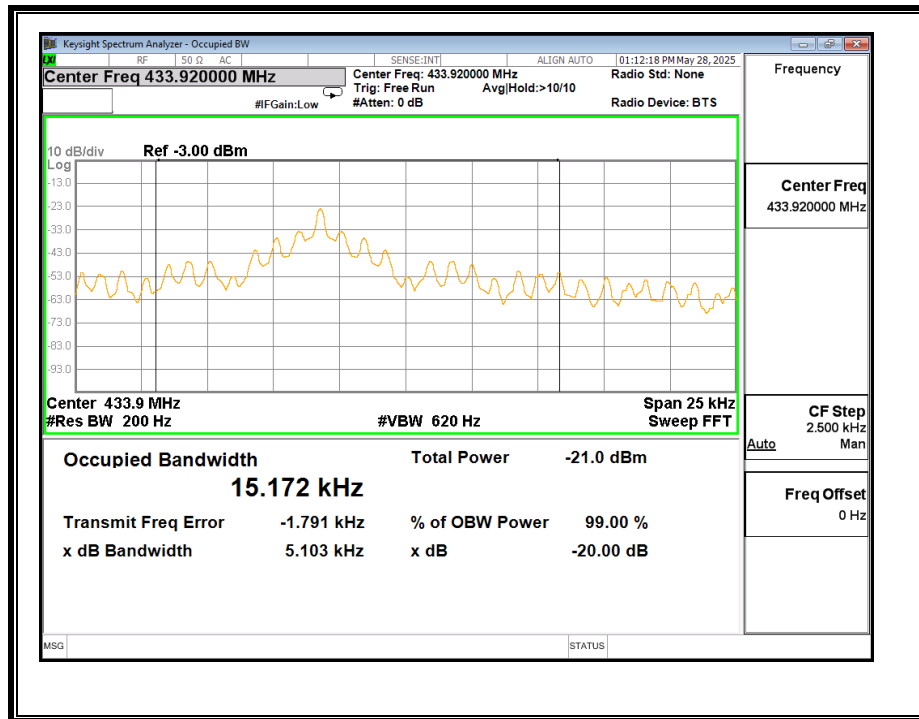 Keysight Spectrum Analyzer - Occupied BW
LXI RF 50 Ω AC SENSE:INT ALIGN AUTO 01:12:18 PM May 28, 2025
Center Freq 433.920000 MHz
Center Freq: 433.920000 MHz Radio Std: None
Trig: Free Run Avg|Hold:>10/10
#IFGain:Low #Atten: 0 dB Radio Device: BTS
10 dB/div Ref -3.00 dBm
Log
-13.0
-23.0
-33.0
-43.0
-53.0
-63.0
-73.0
-83.0
-93.0
Center 433.9 MHz Span 25 kHz
#Res BW 200 Hz #VBW 620 Hz Sweep FFT
Occupied Bandwidth Total Power -21.0 dBm
15.172 kHz
Transmit Freq Error -1.791 kHz % of OBW Power 99.00 %
x dB Bandwidth 5.103 kHz x dB -20.00 dB
MSG STATUS
Frequency
Center Freq
433.920000 MHz
CF Step
2.500 kHz
Auto Man
Freq Offset
0 Hz